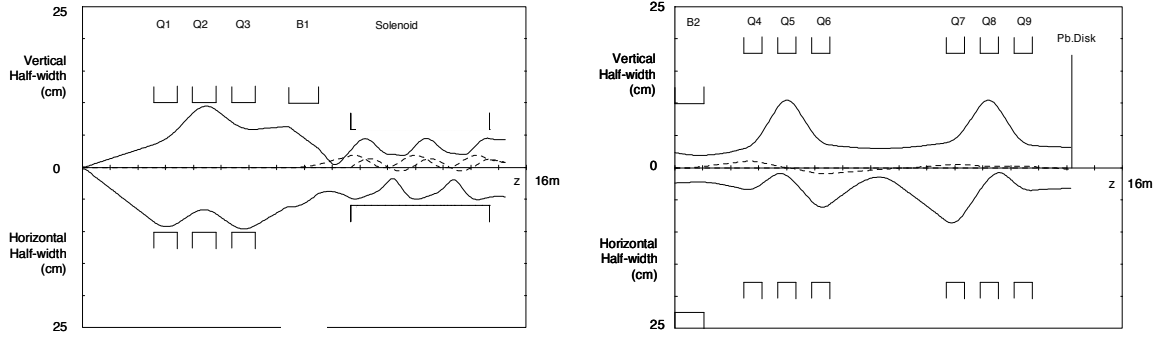 25
Q1 Q2 Q3 B1 Solenoid
Vertical
Half-width
(cm)
0
z 16m
Horizontal
Half-width
(cm)
25
25
B2 Q4 Q5 Q6 Q7 Q8 Q9
Pb.Disk
Vertical
Half-width
(cm)
0
z 16m
Horizontal
Half-width
(cm)
25